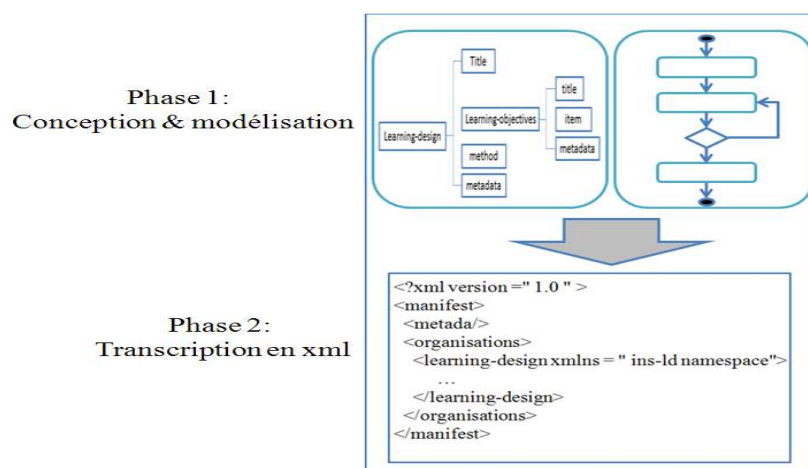 Phase 1:
Conception & modélisation
Title
title
Learning-objectives
item
Learning-design
method
metadata
metadata
Phase 2:
Transcription en xml
<?xml version =" 1.0 " >
<manifest>
<metada/>
<organisations>
<learning-design xmlns = " ins-ld namespace">
...
</learning-design>
</organisations>
</manifest>